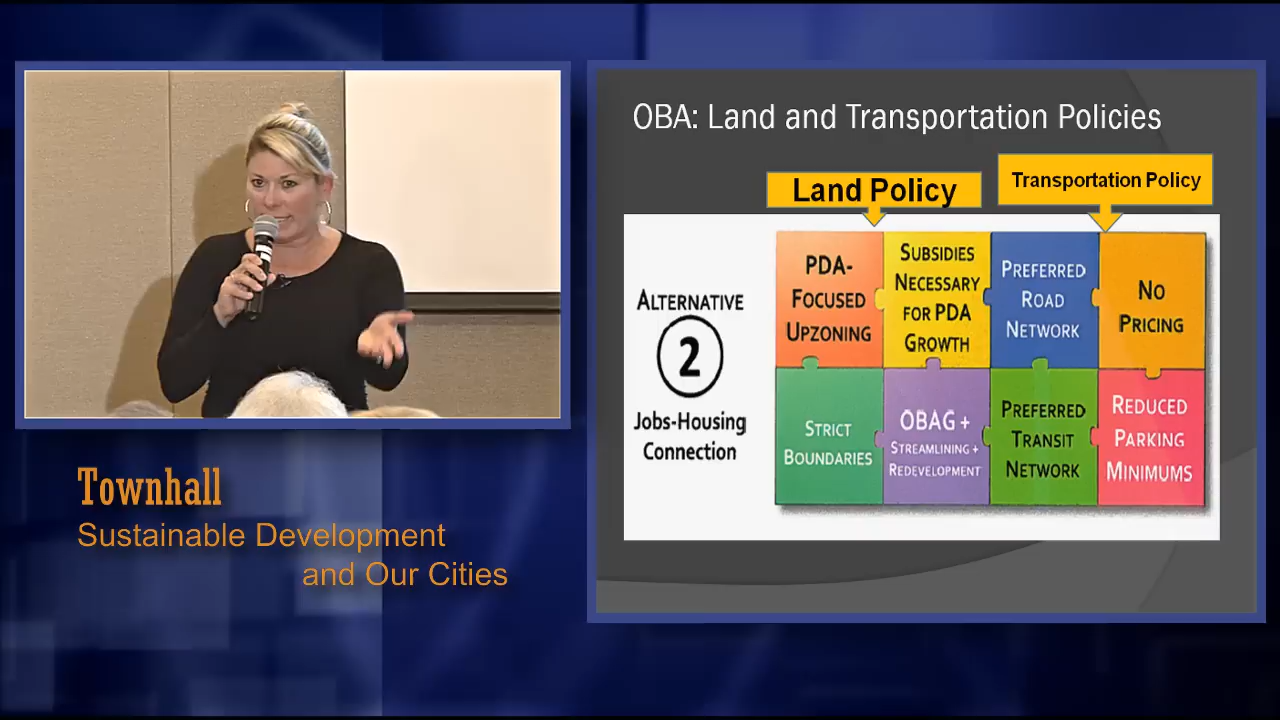 OBA: Land and Transportation Policies
Land Policy
Transportation Policy
ALTERNATIVE
2
Jobs-Housing
Connection
PDA-
FOCUSED
UPZONING
SUBSIDIES
NECESSARY
FOR PDA
GROWTH
PREFERRED
ROAD
NETWORK
NO
PRICING
STRICT
BOUNDARIES
OBAG +
STREAMLINING +
REDEVELOPMENT
PREFERRED
TRANSIT
NETWORK
REDUCED
PARKING
MINIMUMS
Townhall
Sustainable Development
and Our Cities